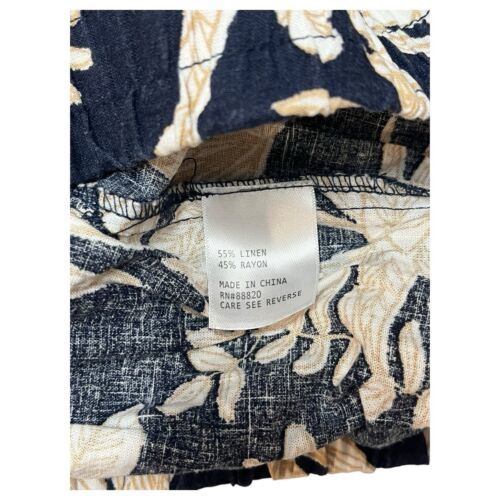 55% LINEN
45% RAYON
MADE IN CHINA
RN#88820
CARE SEE REVERSE